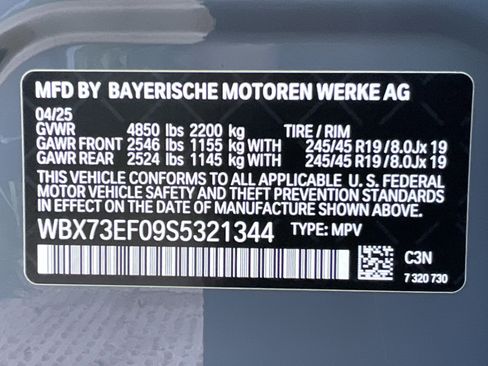 MFD BY BAYERISCHE MOTOREN WERKE AG
04/25
GVWR 4850 lbs 2200 kg TIRE / RIM
GAWR FRONT 2546 lbs 1155 kg WITH 245/45 R19 / 8.0Jx 19
GAWR REAR 2524 lbs 1145 kg WITH 245/45 R19 / 8.0Jx 19
THIS VEHICLE CONFORMS TO ALL APPLICABLE U.S. FEDERAL
MOTOR VEHICLE SAFETY AND THEFT PREVENTION STANDARDS
IN EFFECT ON THE DATE OF MANUFACTURE SHOWN ABOVE.
WBX73EF09S5321344 TYPE: MPV
C3N
7 320 730